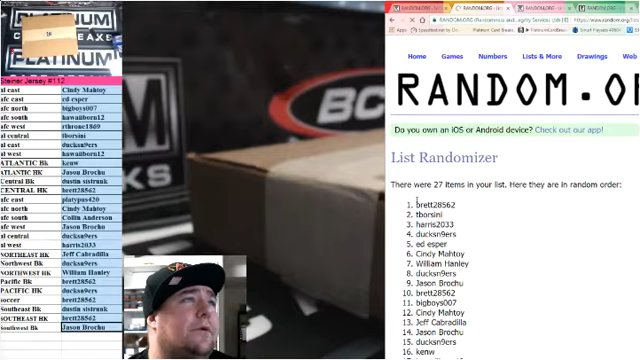 PLATINUM
PLATINUM
Steiner Jersey #112
al east Cindy Mahtoy
afc east ed esper
afc north bigboys007
afc south hawaiiborn12
afc west rthrone1869
al central tborsini
al east ducksn9ers
al west hawaiiborn12
ATLANTIC Bk kenw
ATLANTIC HK Jason Brochu
Central Bk dustin sistrunk
CENTRAL HK brett28562
nfc east platypus420
nfc north Cindy Mahtoy
nfc south Collin Anderson
nfc west Jason Brochu
nl central ducksn9ers
nl west harris2033
NORTHEAST HK Jeff Cabradilla
Northwest Bk ducksn9ers
NORTHWEST HK William Hanley
Pacific Bk brett28562
PACIFIC HK ducksn9ers
soccer brett28562
Southeast Bk dustin sistrunk
SOUTHEAST HK brett28562
Southwest Bk Jason Brochu
BC
Home Games Numbers Lists & More Drawings Web
RANDOM.OR
Do you own an iOS or Android device? Check out our app!
List Randomizer
There were 27 items in your list. Here they are in random order:
1. brett28562
2. tborsini
3. harris2033
4. ducksn9ers
5. ed esper
6. Cindy Mahtoy
7. William Hanley
8. ducksn9ers
9. Jason Brochu
10. brett28562
11. bigboys007
12. Cindy Mahtoy
13. Jeff Cabradilla
14. Jason Brochu
15. ducksn9ers
16. kenw